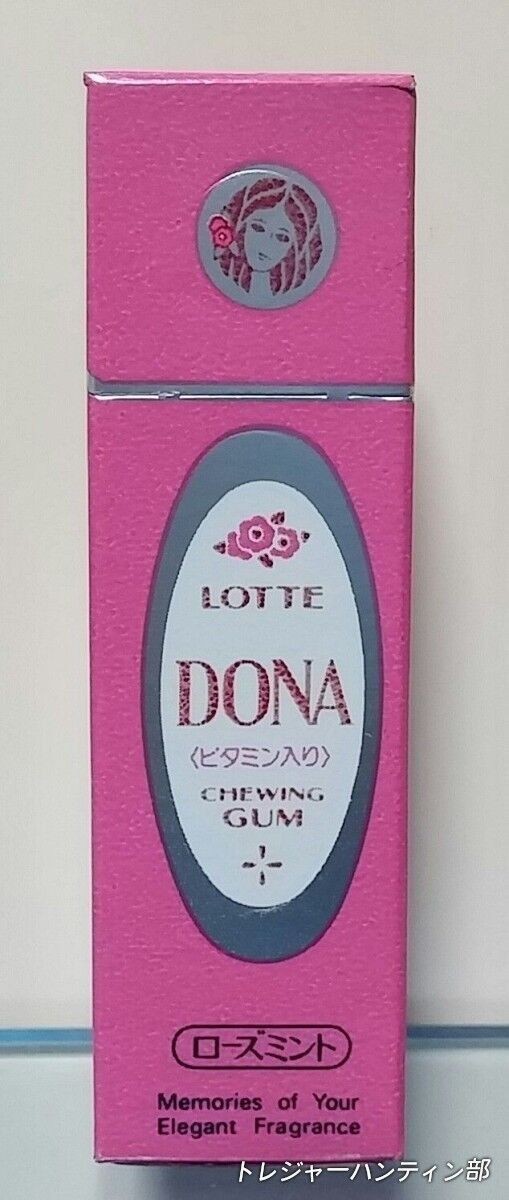 LOTTE
DONA
〈ビタミン入り〉
CHEWING
GUM
ローズミント
Memories of Your
Elegant Fragrance
トレジャーハンティン部